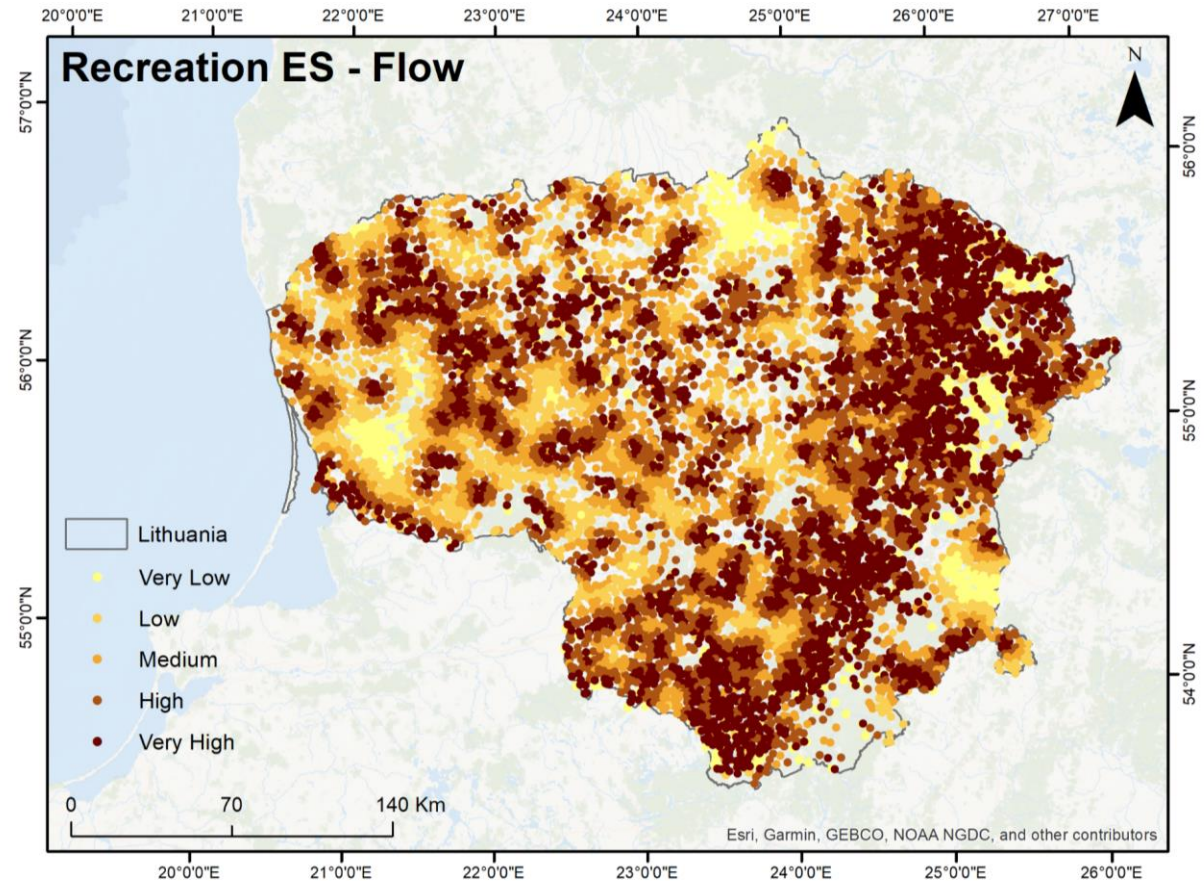 20°0'0"E 21°0'0"E 22°0'0"E 23°0'0"E 24°0'0"E 25°0'0"E 26°0'0"E 27°0'0"E
Recreation ES - Flow
N
57°0'0"N
56°0'0"N
56°0'0"N
55°0'0"N
55°0'0"N
54°0'0"N
Lithuania
Very Low
Low
Medium
High
Very High
0 70 140 Km
Esri, Garmin, GEBCO, NOAA NGDC, and other contributors
20°0'0"E 21°0'0"E 22°0'0"E 23°0'0"E 24°0'0"E 25°0'0"E 26°0'0"E